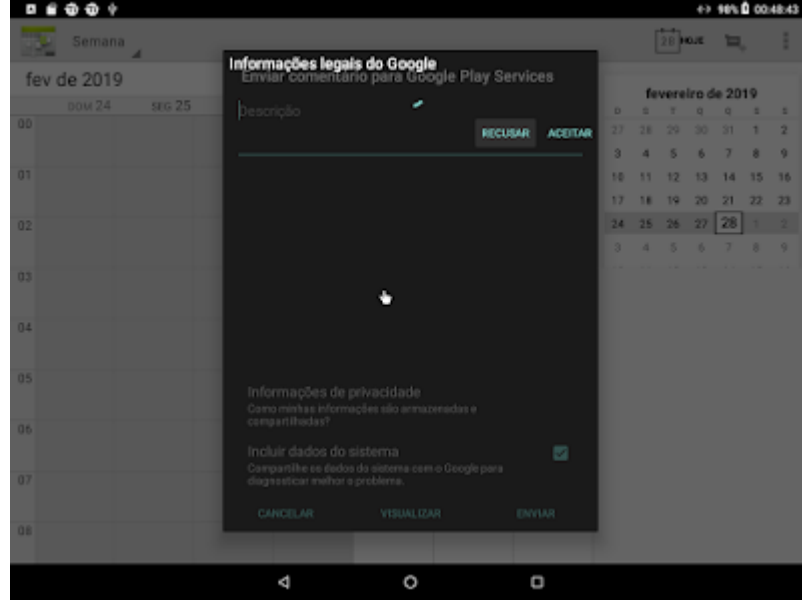 98% 00:48:43
Semana
28 HOJE
fev de 2019
DOM 24 SEG 25
00
01
02
03
04
05
06
07
08
Informações legais do Google
Enviar comentário para Google Play Services
Descrição
RECUSAR ACEITAR
Informações de privacidade
Como minhas informações são armazenadas e
compartilhadas?
Incluir dados do sistema
Compartilhe os dados do sistema com o Google para
diagnosticar melhor o problema.
CANCELAR VISUALIZAR ENVIAR
fevereiro de 2019
D S T Q Q S S
27 28 29 30 31 1 2
3 4 5 6 7 8 9
10 11 12 13 14 15 16
17 18 19 20 21 22 23
24 25 26 27 28 1 2
3 4 5 6 7 8 9